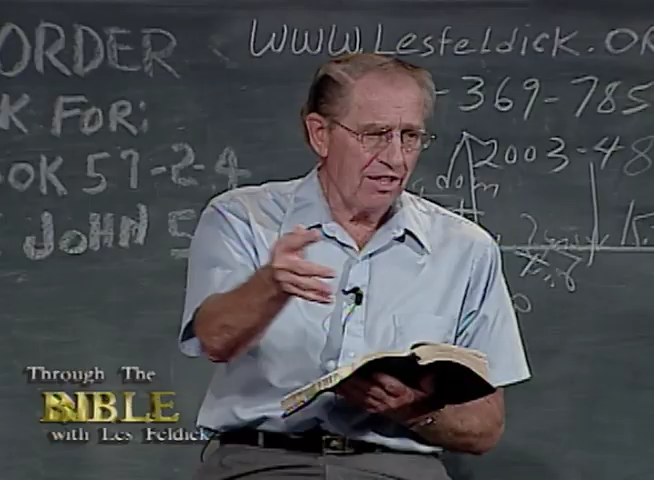 ORDER
WWW.Lesfeldick.OR
K FOR:
-369-785
OOK 57-2-4
2003-48
JOHN 5
Through The
BIBLE
with Les Feldick